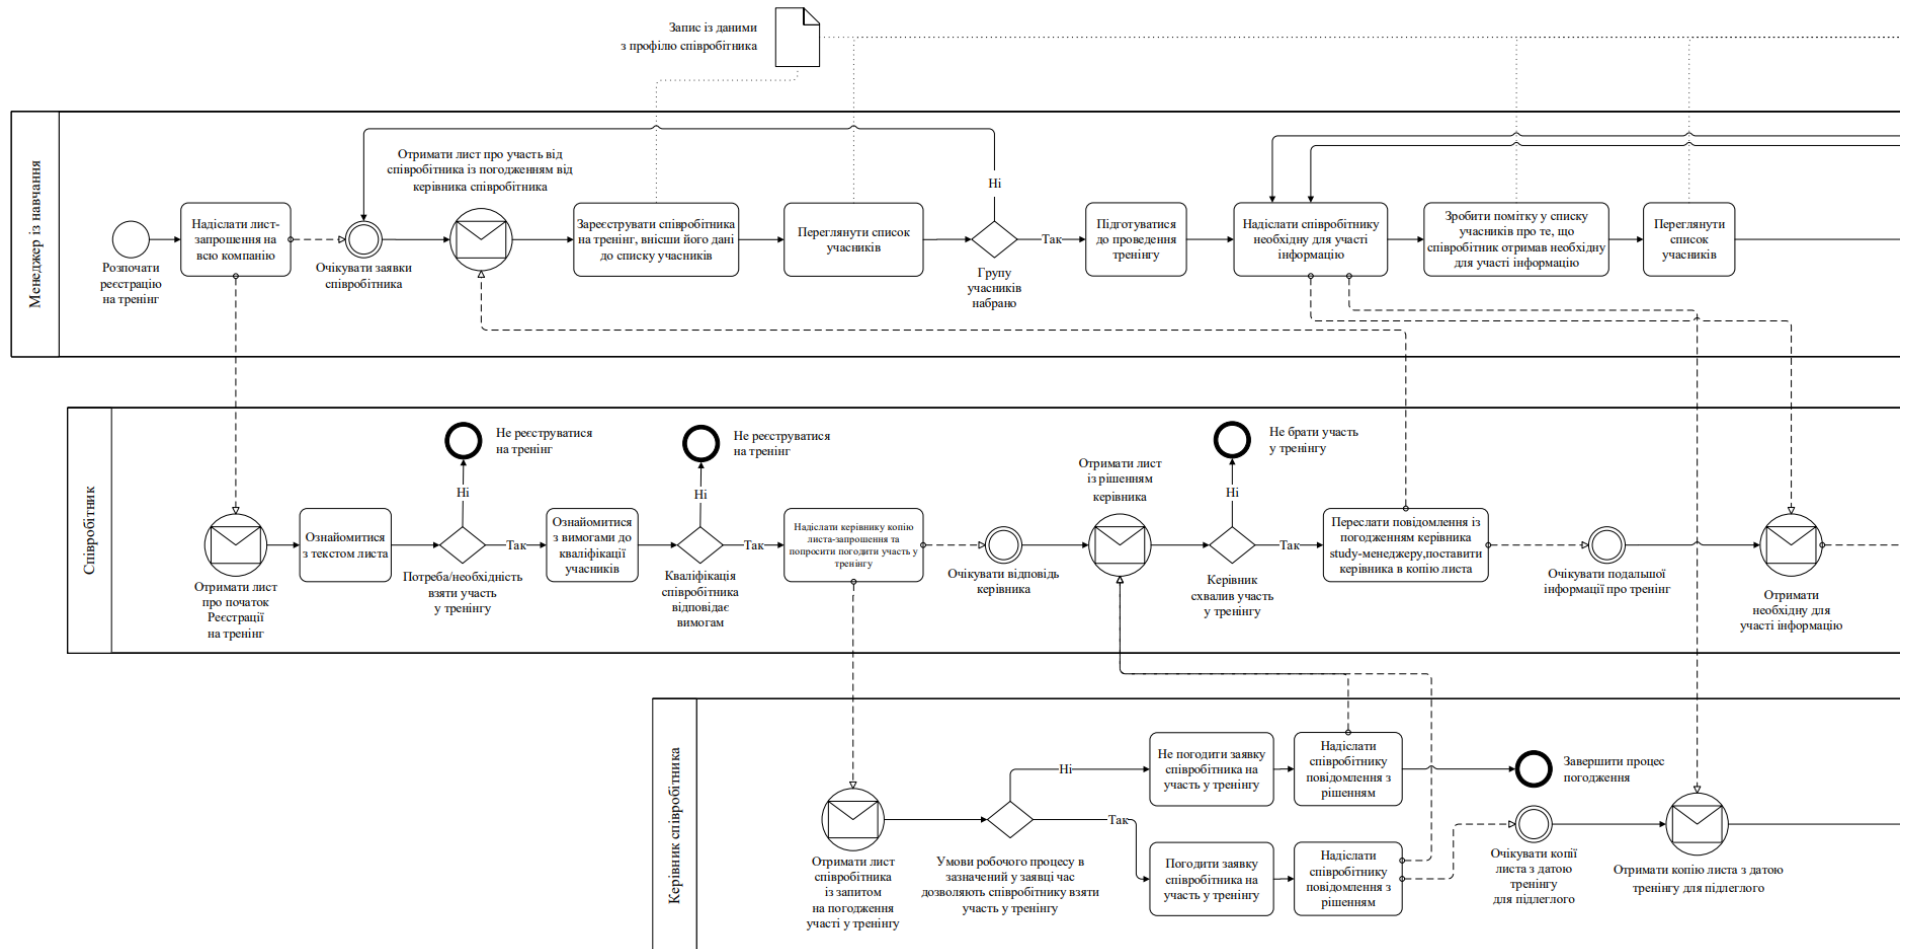 Запис із даними
з профілю співробітника
Менеджер із навчання
Розпочати
реєстрацію
на тренінг
Надіслати лист-
запрошення на
всю компанію
Очікувати заявки
співробітника
Отримати лист про участь від
співробітника із погодженням від
керівника співробітника
Зареєструвати співробітника
на тренінг, внісши його дані
до списку учасників
Переглянути список
учасників
Ні
Так
Групу
учасників
набрано
Підготуватися
до проведення
тренінгу
Надіслати співробітнику
необхідну для участі
інформацію
Зробити помітку у списку
учасників про те, що
співробітник отримав необхідну
для участі інформацію
Переглянути
список
учасників
Співробітник
Отримати лист
про початок
Реєстрації
на тренінг
Ознайомитися
з текстом листа
Не реєструватися
на тренінг
Ні
Так
Потреба/необхідність
взяти участь
у тренінгу
Ознайомитися
з вимогами до
кваліфікації
учасників
Не реєструватися
на тренінг
Ні
Так
Кваліфікація
співробітника
відповідає
вимогам
Надіслати керівнику копію
листа-запрошення та
попросити погодити участь у
тренінгу
Очікувати відповідь
керівника
Отримати лист
із рішенням
керівника
Не брати участь
у тренінгу
Ні
Так
Керівник
схвалив участь
у тренінгу
Переслати повідомлення із
погодженням керівника
study-менеджеру,поставити
керівника в копію листа
Очікувати подальшої
інформації про тренінг
Отримати
необхідну для
участі інформацію
Керівник співробітника
Отримати лист
співробітника
із запитом
на погодження
участі у тренінгу
Умови робочого процесу в
зазначений у заявці час
дозволяють співробітнику взяти
участь у тренінгу
Ні
Так
Не погодити заявку
співробітника на
участь у тренінгу
Надіслати
співробітнику
повідомлення з
рішенням
Завершити процес
погодження
Погодити заявку
співробітника на
участь у тренінгу
Надіслати
співробітнику
повідомлення з
рішенням
Очікувати копії
листа з датою
тренінгу
для підлеглого
Отримати копію листа з датою
тренінгу для підлеглого